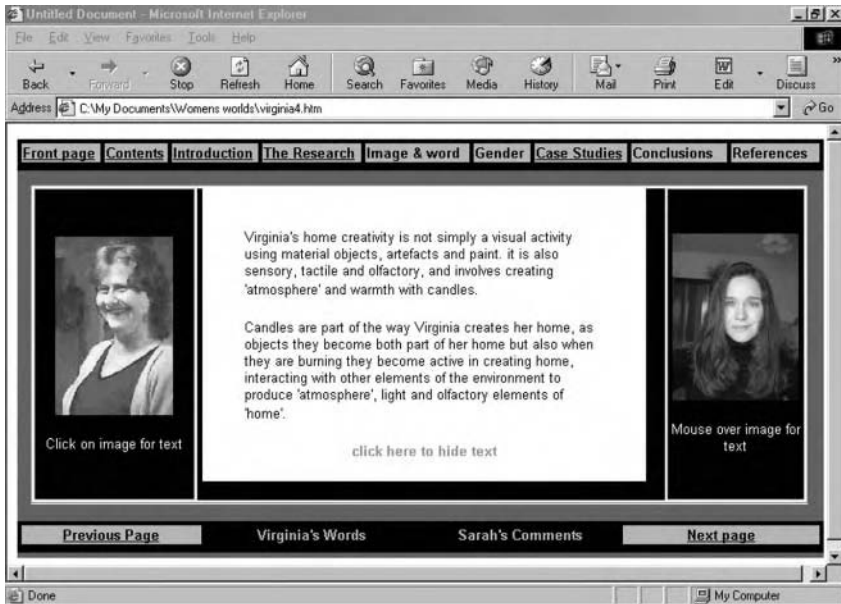 Untitled Document - Microsoft Internet Explorer
File Edit View Favorites Tools Help
Back Forward Stop Refresh Home Search Favorites Media History Mail Print Edit Discuss »
Address C:\My Documents\Womens worlds\virginia4.htm Go
Front page Contents Introduction The Research Image & word Gender Case Studies Conclusions References
Virginia's home creativity is not simply a visual activity
using material objects, artefacts and paint. it is also
sensory, tactile and olfactory, and involves creating
'atmosphere' and warmth with candles.
Candles are part of the way Virginia creates her home, as
objects they become both part of her home but also when
they are burning they become active in creating home,
interacting with other elements of the environment to
produce 'atmosphere', light and olfactory elements of
'home'.
click here to hide text
Click on image for text
Mouse over image for
text
Previous Page Virginia's Words Sarah's Comments Next page
Done My Computer